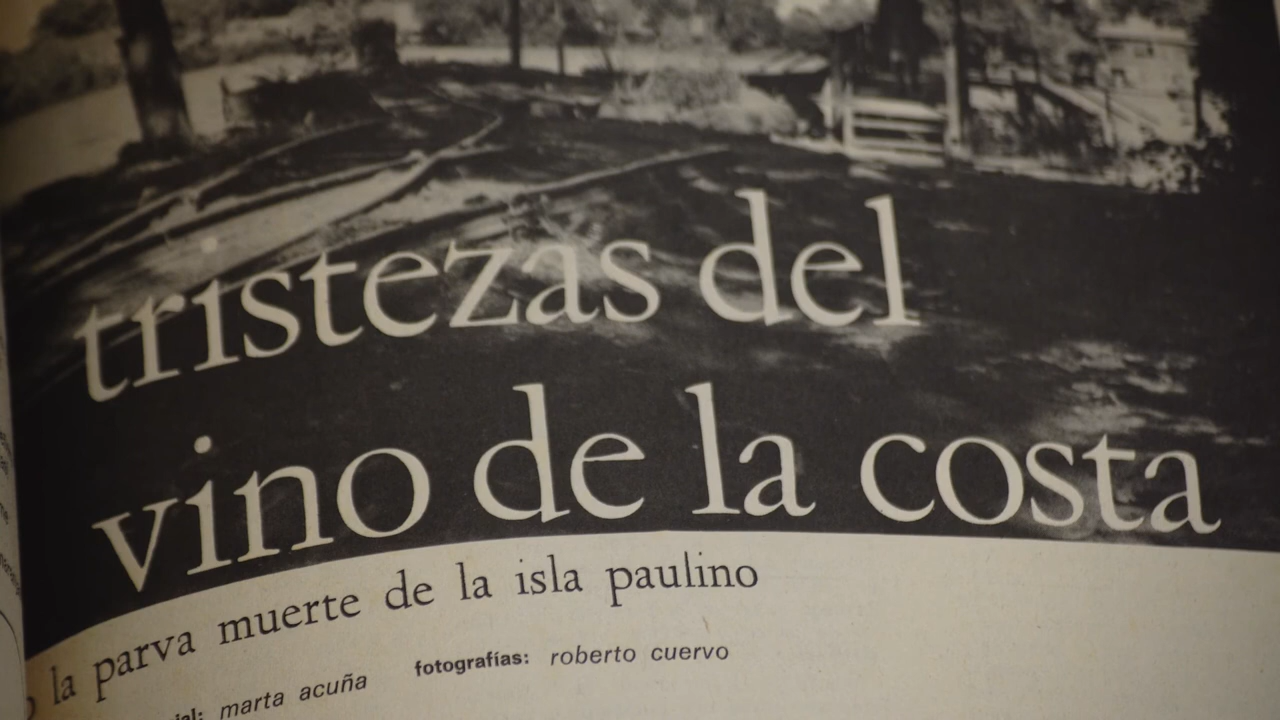 tristezas del
vino de la costa
la parva muerte de la isla paulino
marta acuña fotografías: roberto cuervo